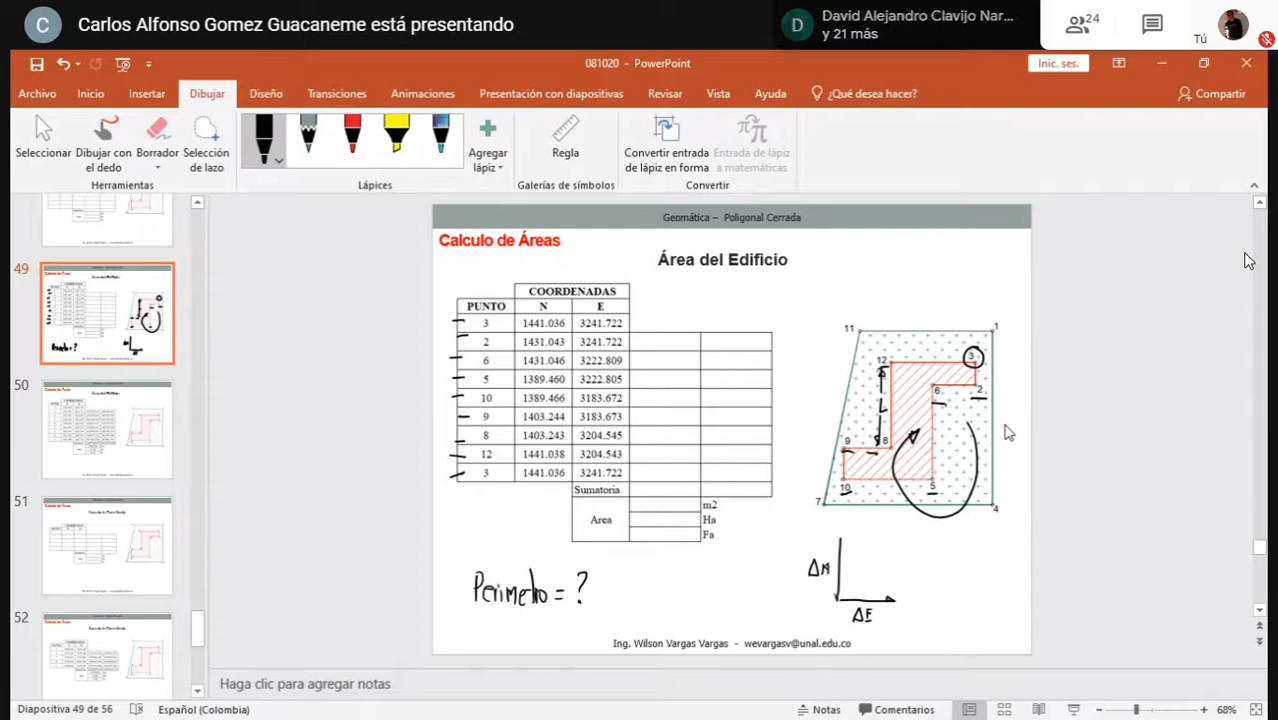 C
Carlos Alfonso Gomez Guacaneme está presentando
D
David Alejandro Clavijo Nar...
y 21 más
24
Tú
081020 - PowerPoint
Inic. ses.
Archivo Inicio Insertar Dibujar Diseño Transiciones Animaciones Presentación con diapositivas Revisar Vista Ayuda ¿Qué desea hacer? Compartir
Seleccionar
Dibujar con el dedo
Borrador
Selección de lazo
Agregar lápiz
Regla
Convertir entrada de lápiz en forma
Entrada de lápiz a matemáticas
Herramientas Lápices Galerías de símbolos Convertir
49
50
51
52
Geomática – Poligonal Cerrada
Calculo de Áreas
Área del Edificio
COORDENADAS
PUNTO N E
3 1441.036 3241.722
2 1431.043 3241.722
6 1431.046 3222.809
5 1389.460 3222.805
10 1389.466 3183.672
9 1403.244 3183.673
8 1403.243 3204.545
12 1441.038 3204.543
3 1441.036 3241.722
Sumatoria
Area
m2
Ha
Fa
11 1
12 3
6 2
9 8
10 5
7 4
Perimetro = ?
ΔN
ΔE
Ing. Wilson Vargas Vargas - wevargasv@unal.edu.co
Haga clic para agregar notas
Diapositiva 49 de 56 Español (Colombia) Notas Comentarios 68%